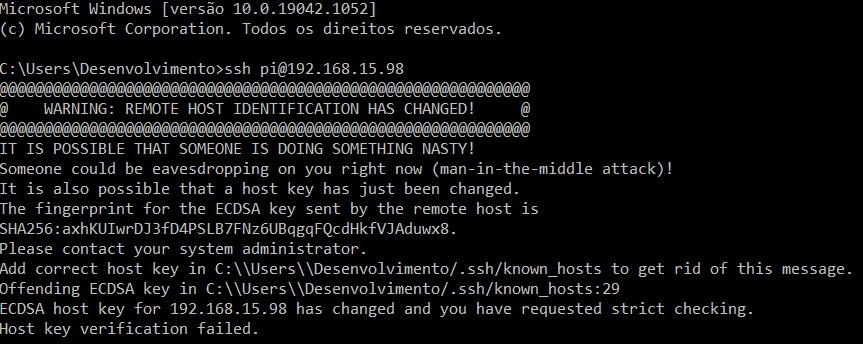 Microsoft Windows [versão 10.0.19042.1052]
(c) Microsoft Corporation. Todos os direitos reservados.
C:\Users\Desenvolvimento>ssh pi@192.168.15.98
@@@@@@@@@@@@@@@@@@@@@@@@@@@@@@@@@@@@@@@@@@@@@@@@@@@@@@@@@@@
@    WARNING: REMOTE HOST IDENTIFICATION HAS CHANGED!     @
@@@@@@@@@@@@@@@@@@@@@@@@@@@@@@@@@@@@@@@@@@@@@@@@@@@@@@@@@@@
IT IS POSSIBLE THAT SOMEONE IS DOING SOMETHING NASTY!
Someone could be eavesdropping on you right now (man-in-the-middle attack)!
It is also possible that a host key has just been changed.
The fingerprint for the ECDSA key sent by the remote host is
SHA256:axhKUIwrDJ3fD4PSLB7FNz6UBqgqFQcdHkfVJAduwx8.
Please contact your system administrator.
Add correct host key in C:\\Users\\Desenvolvimento/.ssh/known_hosts to get rid of this message.
Offending ECDSA key in C:\\Users\\Desenvolvimento/.ssh/known_hosts:29
ECDSA host key for 192.168.15.98 has changed and you have requested strict checking.
Host key verification failed.